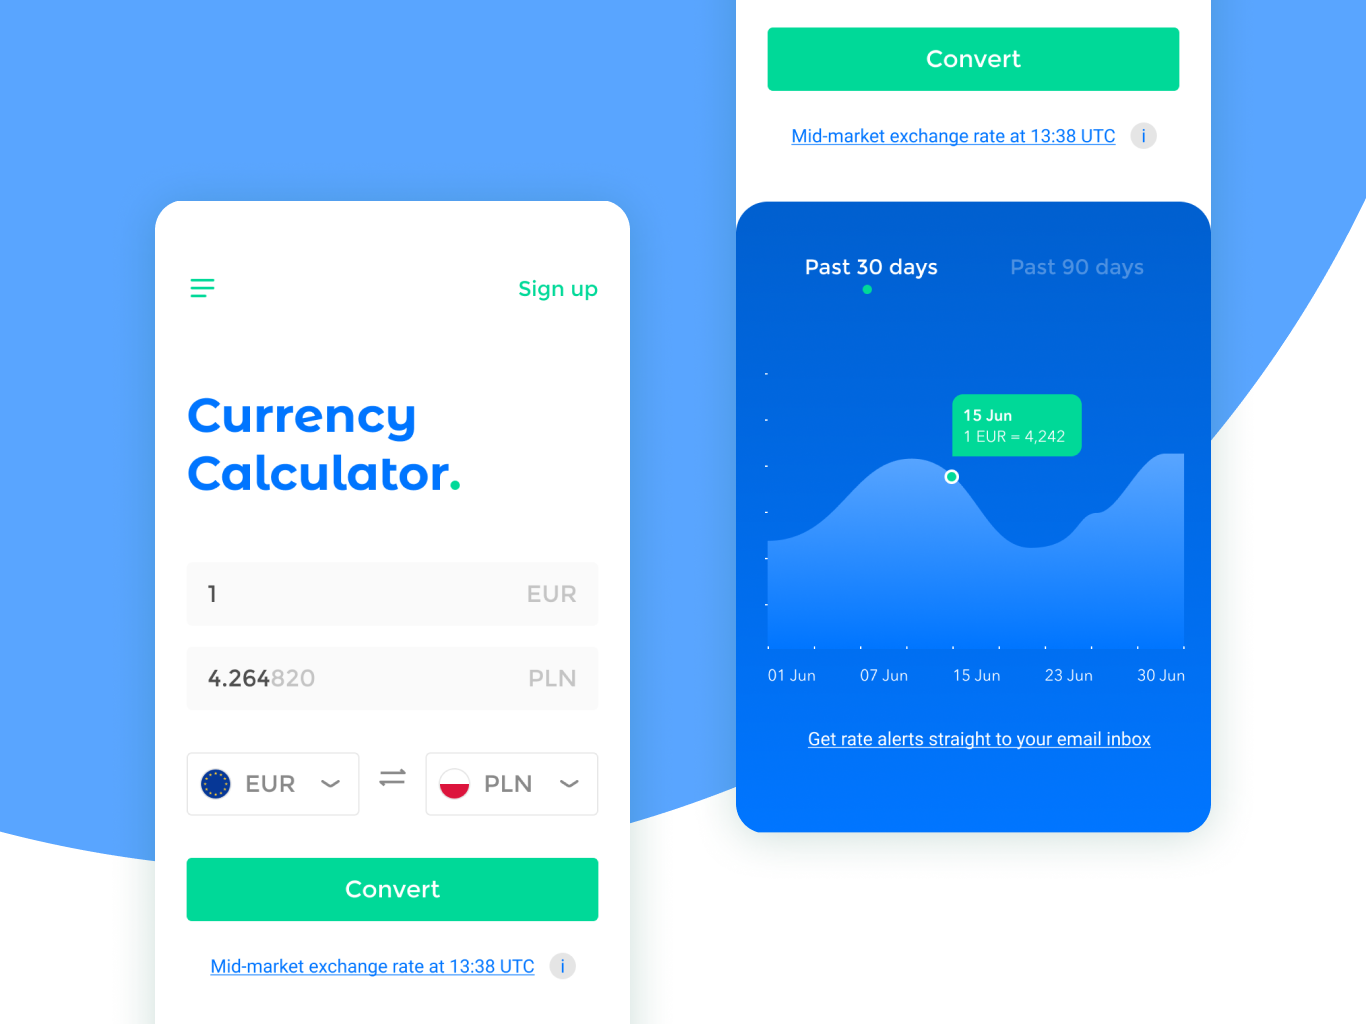 Sign up
Currency
Calculator.
1 EUR
4.264820 PLN
EUR PLN
Convert
Mid-market exchange rate at 13:38 UTC i
Convert
Mid-market exchange rate at 13:38 UTC i
Past 30 days Past 90 days
15 Jun
1 EUR = 4,242
01 Jun 07 Jun 15 Jun 23 Jun 30 Jun
Get rate alerts straight to your email inbox